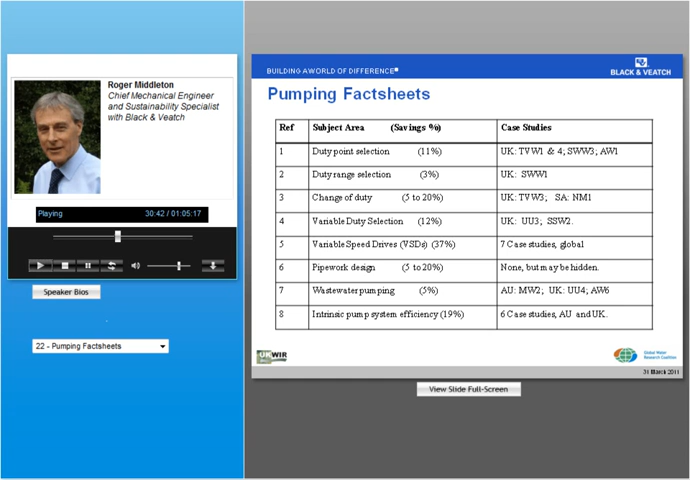 Roger Middleton
Chief Mechanical Engineer
and Sustainability Specialist
with Black & Veatch
Playing 30:42 / 01:05:17
Speaker Bios
22 - Pumping Factsheets
BUILDING A WORLD OF DIFFERENCE
BLACK & VEATCH
Pumping Factsheets
Ref Subject Area (Savings %) Case Studies
1 Duty point selection (11%) UK: TVW1 & 4; SWW3; AW1
2 Duty range selection (3%) UK: SWW1
3 Change of duty (5 to 20%) UK: TVW3; SA: NM1
4 Variable Duty Selection (12%) UK: UU3; SSW2.
5 Variable Speed Drives (VSDs) (37%) 7 Case studies, global
6 Pipework design (5 to 20%) None, but may be hidden.
7 Wastewater pumping (5%) AU: MW2; UK: UU4; AW6
8 Intrinsic pump system efficiency (19%) 6 Case studies, AU and UK.
UKWIR
Global Water
Research Coalition
31 March 2011
View Slide Full-Screen